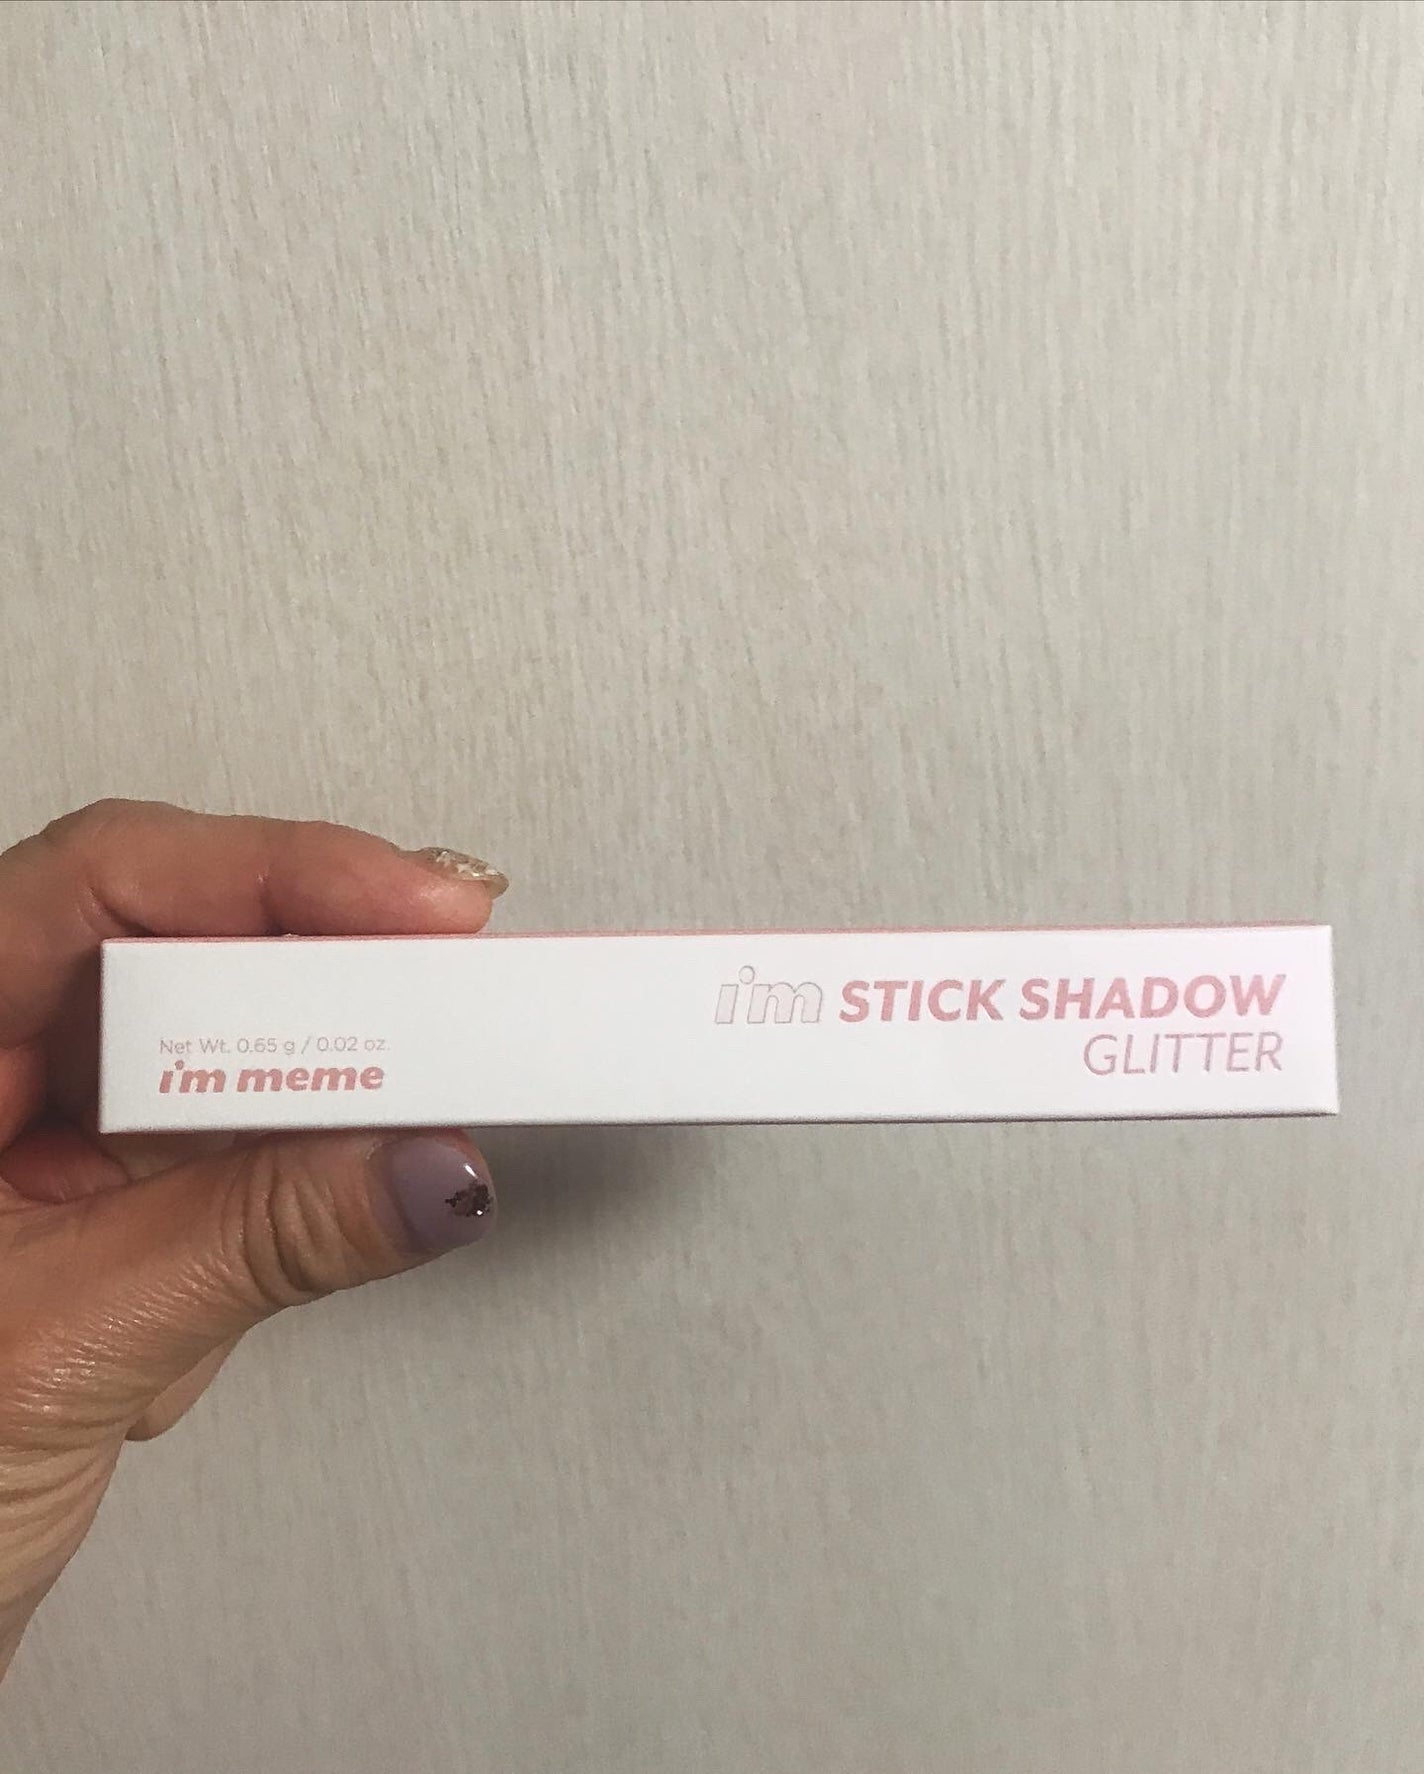 i'm STICK SHADOW
GLITTER
Net Wt. 0.65 g / 0.02 oz.
i'm meme